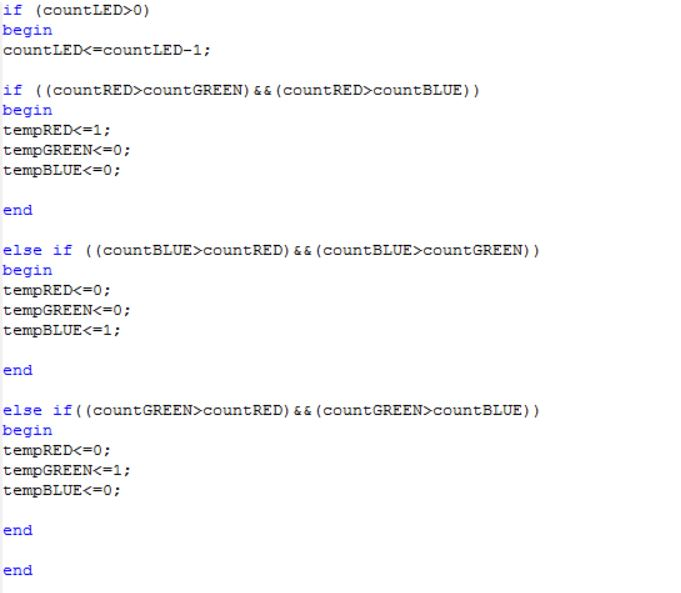 if (countLED>0)
begin
countLED<=countLED-1;
if ((countRED>countGREEN)&&(countRED>countBLUE))
begin
tempRED<=1;
tempGREEN<=0;
tempBLUE<=0;
end
else if ((countBLUE>countRED)&&(countBLUE>countGREEN))
begin
tempRED<=0;
tempGREEN<=0;
tempBLUE<=1;
end
else if((countGREEN>countRED)&&(countGREEN>countBLUE))
begin
tempRED<=0;
tempGREEN<=1;
tempBLUE<=0;
end
end